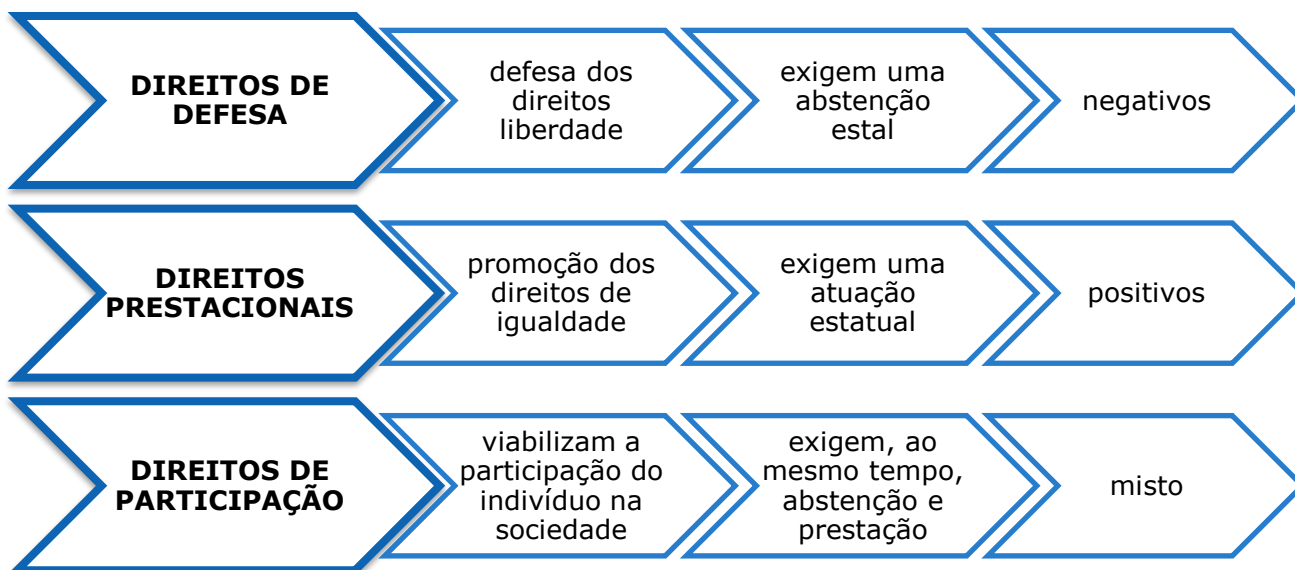 DIREITOS DE
DEFESA
defesa dos
direitos
liberdade
exigem uma
abstenção
estal
negativos
DIREITOS
PRESTACIONAIS
promoção dos
direitos de
igualdade
exigem uma
atuação
estatual
positivos
DIREITOS DE
PARTICIPAÇÃO
viabilizam a
participação do
indivíduo na
sociedade
exigem, ao
mesmo tempo,
abstenção e
prestação
misto